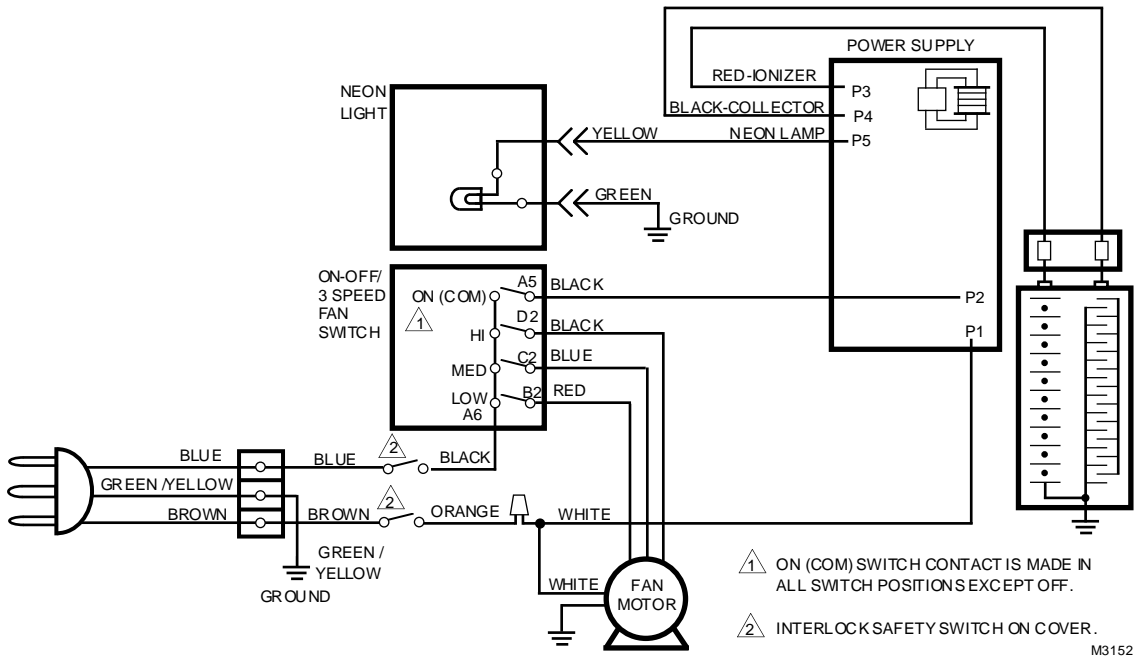 POWER SUPPLY
RED-IONIZER
P3
NEON
LIGHT
BLACK-COLLECTOR
P4
YELLOW
NEON LAMP
P5
GREEN
GROUND
ON-OFF/
3 SPEED
FAN
SWITCH
ON (COM)
A5
BLACK
P2
1
D2
BLACK
P1
HI
C2
BLUE
MED
B2
RED
LOW
A6
2
BLUE
BLUE
BLACK
GREEN /YELLOW
2
BROWN
BROWN
ORANGE
WHITE
GREEN /
YELLOW
GROUND
WHITE
FAN
MOTOR
1 ON (COM) SWITCH CONTACT IS MADE IN
ALL SWITCH POSITIONS EXCEPT OFF.
2 INTERLOCK SAFETY SWITCH ON COVER.
M3152